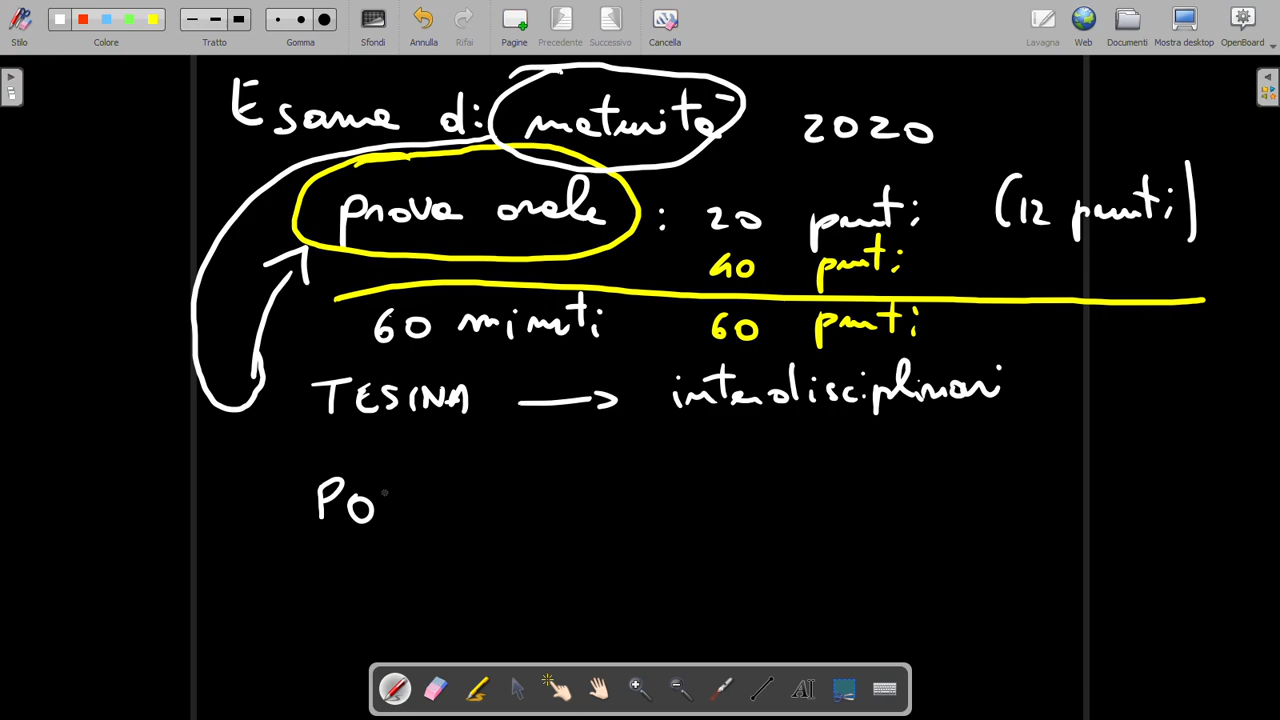 Stilo Colore Tratto Gomma Sfondi Annulla Rifai Pagine Precedente Successivo Cancella Lavagna Web Documenti Mostra desktop OpenBoard
Esame di maturità 2020
prova orale : 20 punti (12 punti]
40 punti
60 minuti 60 punti
TESINA → interdisciplinari
PO
AI